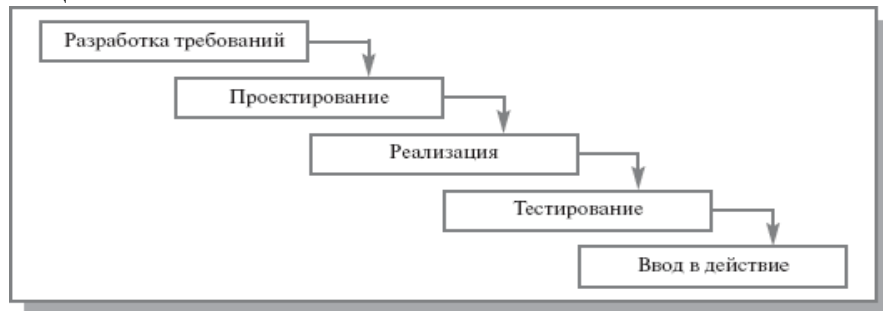 Разработка требований
Проектирование
Реализация
Тестирование
Ввод в действие